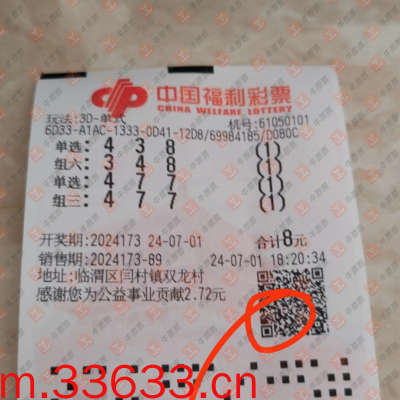 中国福利彩票
CHINA WELFARE LOTTERY
玩法:3D-单式 机号:61050101
6D33-A1AC-1333-0D41-12D8/69984185/D0B0C
单选: 4 3 8 (1)
组六: 3 4 8 (1)
单选: 4 7 7 (1)
组三: 4 7 7 (1)
开奖期:2024173 24-07-01 合计8元
销售期:2024173-89 24-07-01 18:20:34
地址:临渭区闫村镇双龙村
感谢您为公益事业贡献2.72元
m.33633.cn